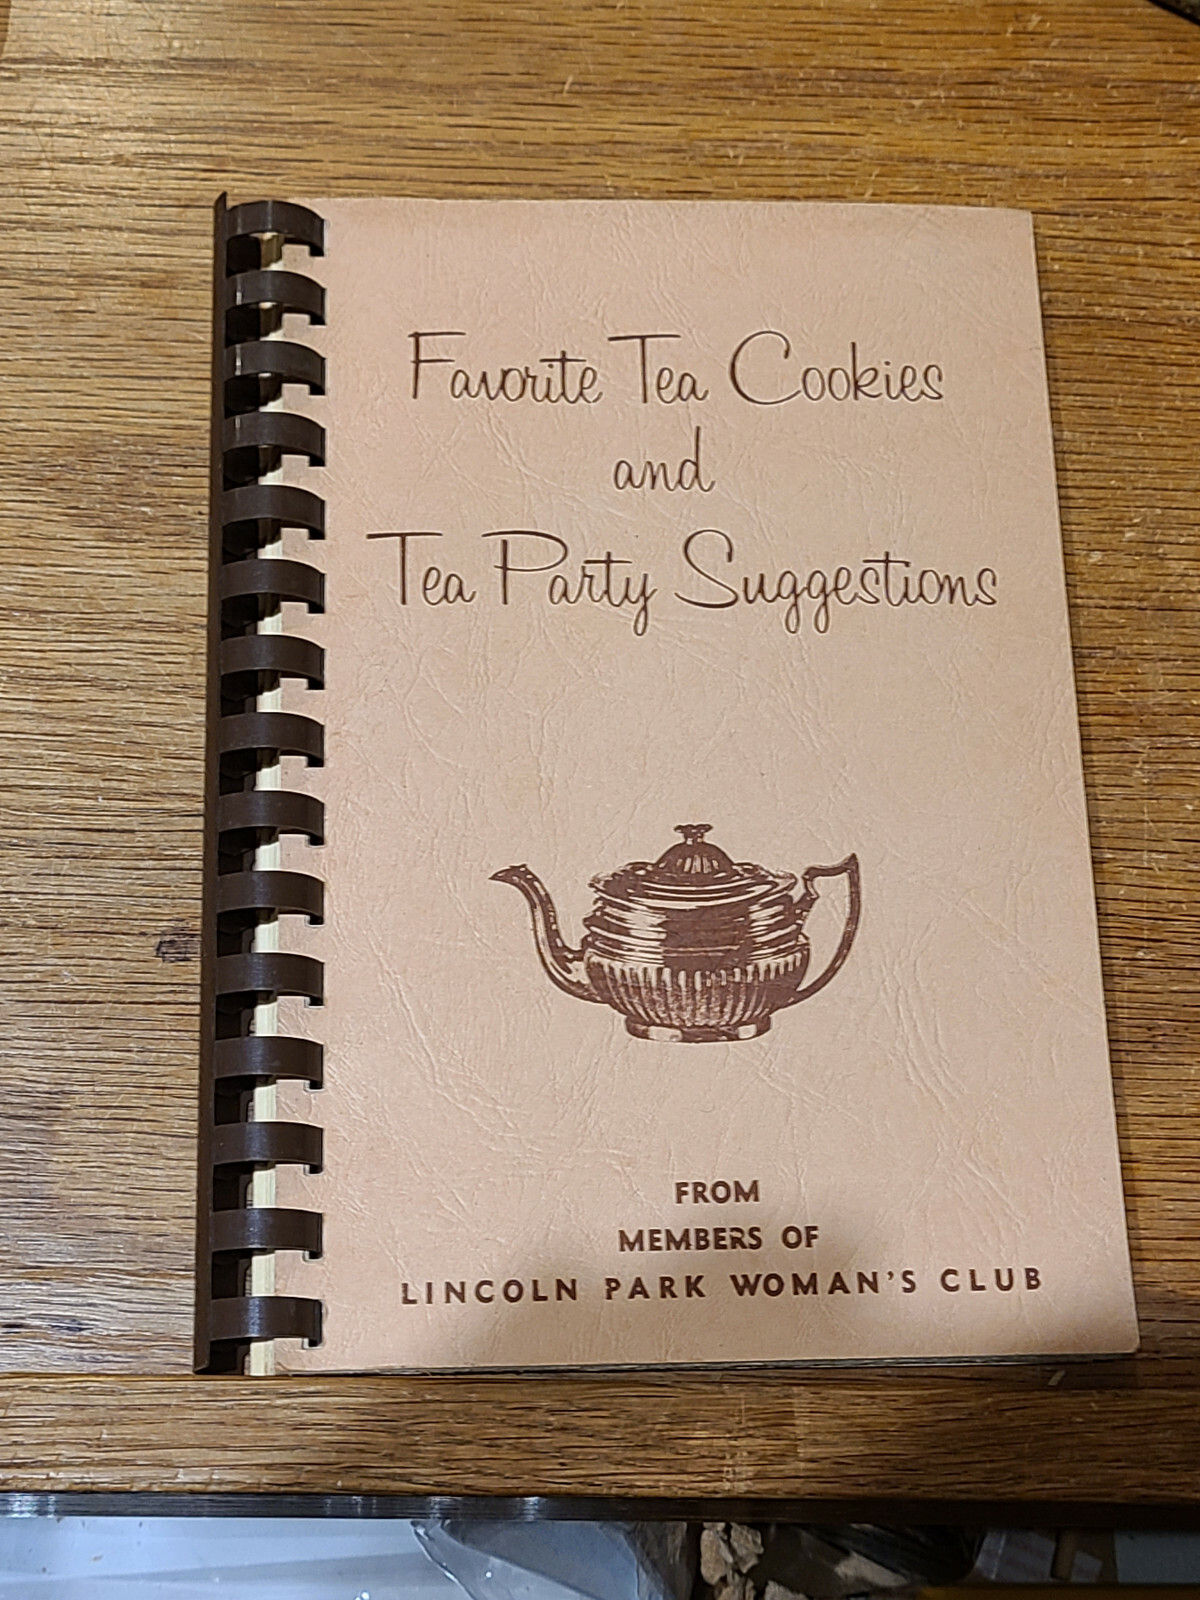 Favorite Tea Cookies
and
Tea Party Suggestions
FROM
MEMBERS OF
LINCOLN PARK WOMAN'S CLUB